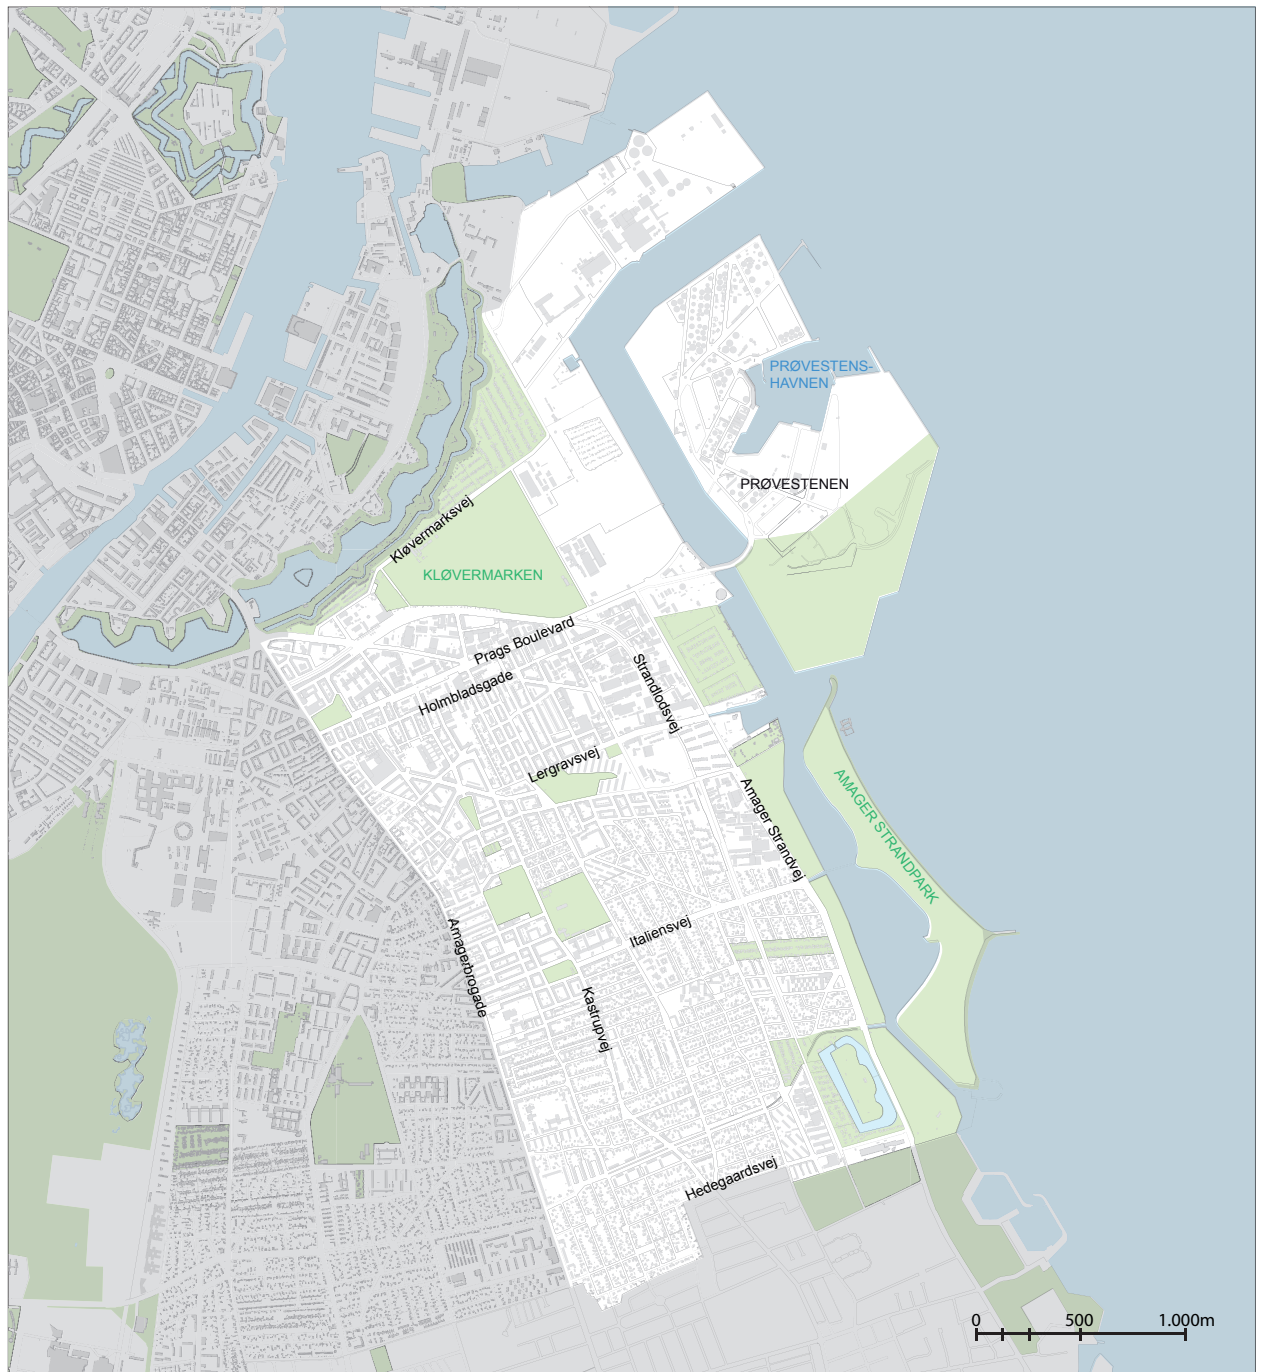 PRØVESTENS-
HAVNEN
PRØVESTENEN
Kløvermarksvej
KLØVERMARKEN
Prags Boulevard
Holmbladsgade
Strandlodsvej
Lergravsvej
Amager Strandvej
AMAGER STRANDPARK
Amagerbrogade
Italiensvej
Kastrupvej
Hedegaardsvej
0 500 1.000m